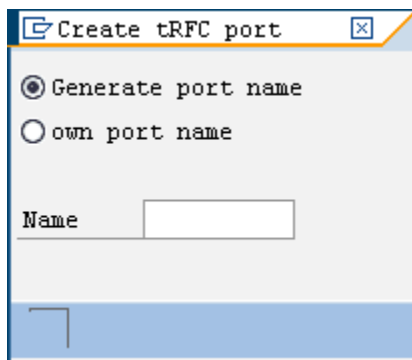 Create tRFC port
Generate port name
own port name
Name